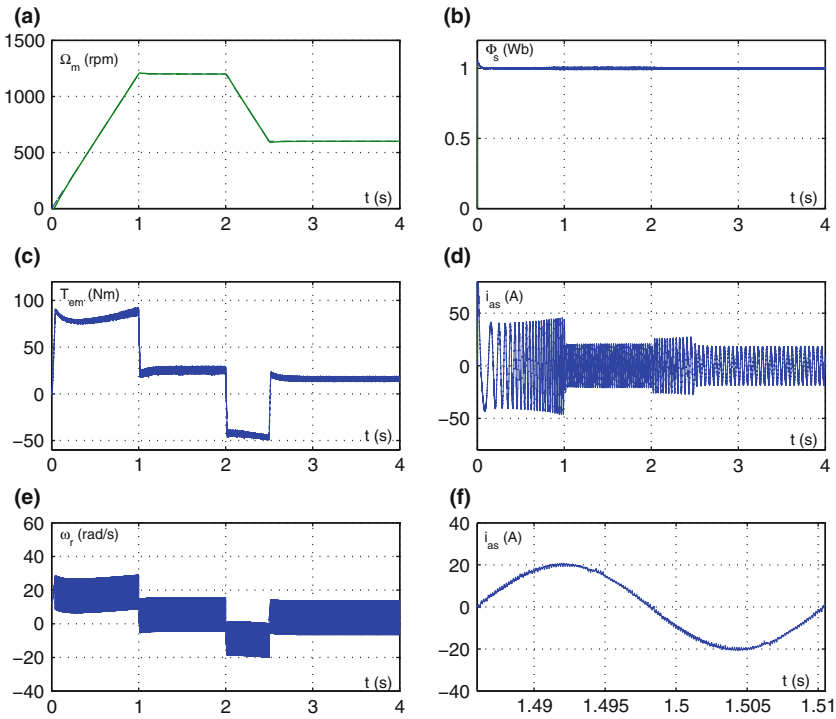 (a)
1500
1000
500
0
Ω_m (rpm)
t (s)
0 1 2 3 4
(b)
1
0.5
1
Φ_s (Wb)
t (s)
0 1 2 3 4
(c)
100
50
0
−50
T_em (Nm)
t (s)
0 1 2 3 4
(d)
50
0
−50
i_as (A)
t (s)
0 1 2 3 4
(e)
60
40
20
0
−20
−40
ω_r (rad/s)
t (s)
0 1 2 3 4
(f)
40
20
0
−20
−40
i_as (A)
t (s)
1.49 1.495 1.5 1.505 1.51